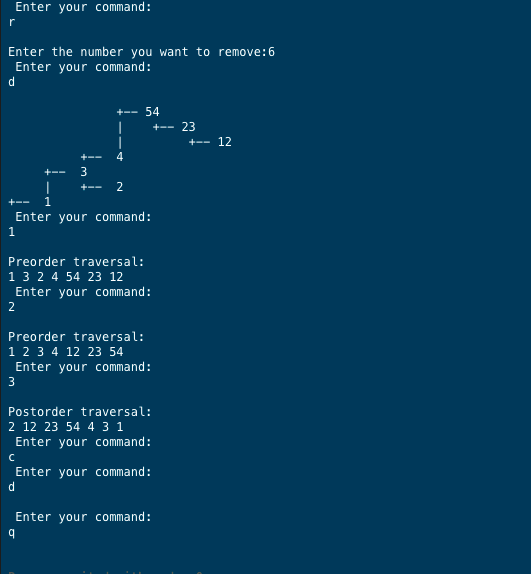 Enter your command:
r
Enter the number you want to remove:6
Enter your command:
d
+-- 54
|    +-- 23
|         +-- 12
+--  4
+--  3
|    +--  2
+--  1
Enter your command:
1
Preorder traversal:
1 3 2 4 54 23 12
Enter your command:
2
Preorder traversal:
1 2 3 4 12 23 54
Enter your command:
3
Postorder traversal:
2 12 23 54 4 3 1
Enter your command:
c
Enter your command:
d
Enter your command:
q